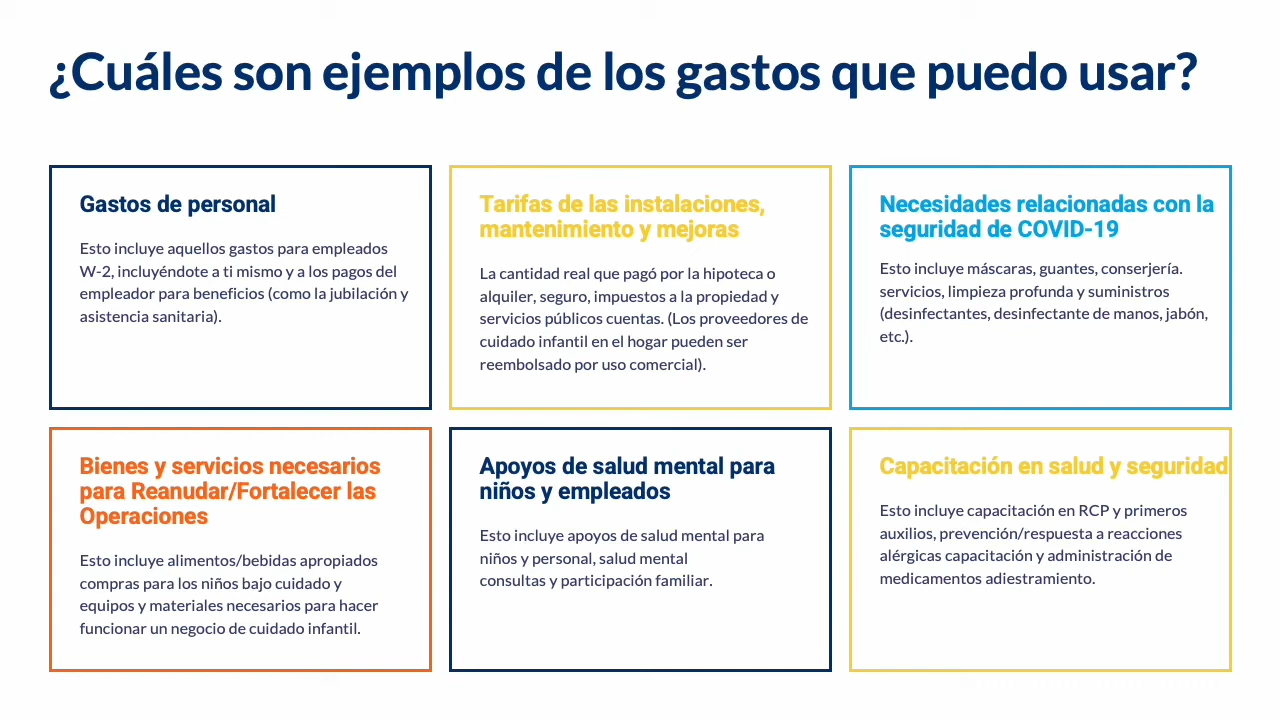 ¿Cuáles son ejemplos de los gastos que puedo usar?
Gastos de personal
Esto incluye aquellos gastos para empleados
W-2, incluyéndote a ti mismo y a los pagos del
empleador para beneficios (como la jubilación y
asistencia sanitaria).
Tarifas de las instalaciones,
mantenimiento y mejoras
La cantidad real que pagó por la hipoteca o
alquiler, seguro, impuestos a la propiedad y
servicios públicos cuentas. (Los proveedores de
cuidado infantil en el hogar pueden ser
reembolsado por uso comercial).
Necesidades relacionadas con la
seguridad de COVID-19
Esto incluye máscaras, guantes, conserjería.
servicios, limpieza profunda y suministros
(desinfectantes, desinfectante de manos, jabón,
etc.).
Bienes y servicios necesarios
para Reanudar/Fortalecer las
Operaciones
Esto incluye alimentos/bebidas apropiados
compras para los niños bajo cuidado y
equipos y materiales necesarios para hacer
funcionar un negocio de cuidado infantil.
Apoyos de salud mental para
niños y empleados
Esto incluye apoyos de salud mental para
niños y personal, salud mental
consultas y participación familiar.
Capacitación en salud y seguridad
Esto incluye capacitación en RCP y primeros
auxilios, prevención/respuesta a reacciones
alérgicas capacitación y administración de
medicamentos adiestramiento.